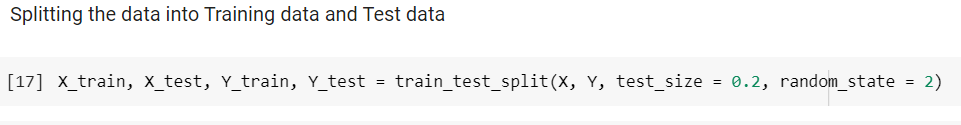 Splitting the data into Training data and Test data
[17] X_train, X_test, Y_train, Y_test = train_test_split(X, Y, test_size = 0.2, random_state = 2)